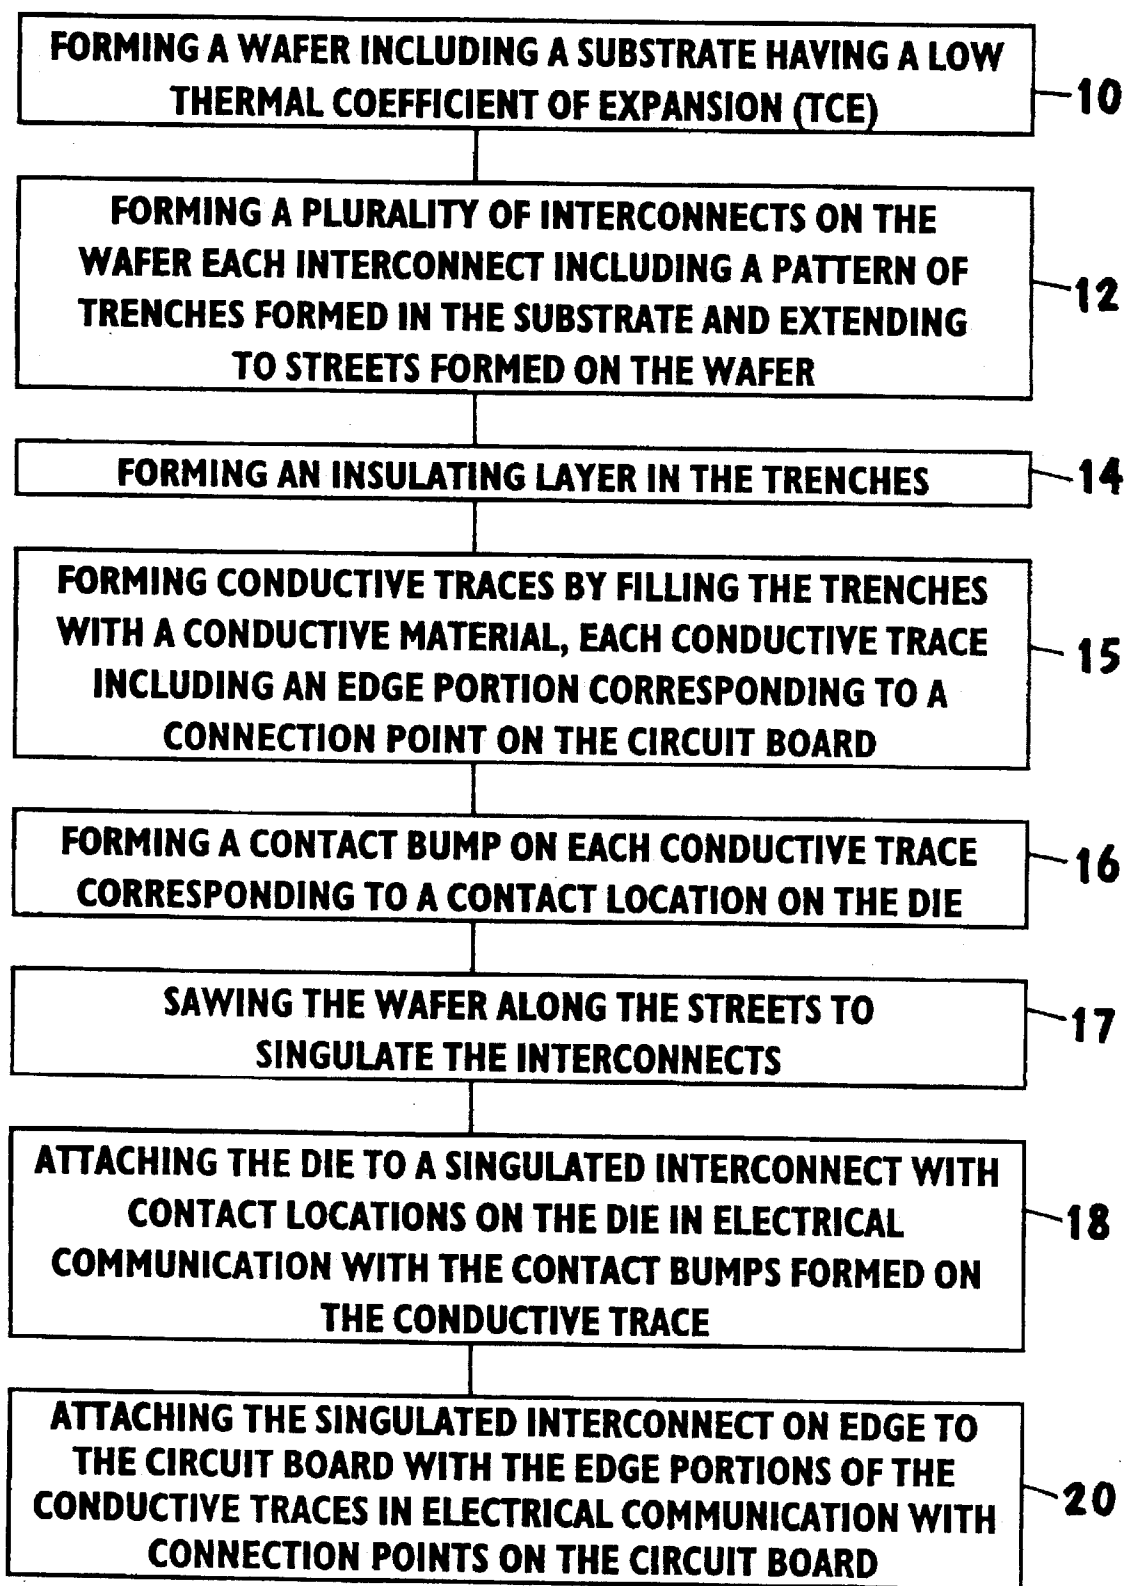 FORMING A WAFER INCLUDING A SUBSTRATE HAVING A LOW
THERMAL COEFFICIENT OF EXPANSION (TCE)
10
FORMING A PLURALITY OF INTERCONNECTS ON THE
WAFER EACH INTERCONNECT INCLUDING A PATTERN OF
TRENCHES FORMED IN THE SUBSTRATE AND EXTENDING
TO STREETS FORMED ON THE WAFER
12
FORMING AN INSULATING LAYER IN THE TRENCHES
14
FORMING CONDUCTIVE TRACES BY FILLING THE TRENCHES
WITH A CONDUCTIVE MATERIAL, EACH CONDUCTIVE TRACE
INCLUDING AN EDGE PORTION CORRESPONDING TO A
CONNECTION POINT ON THE CIRCUIT BOARD
15
FORMING A CONTACT BUMP ON EACH CONDUCTIVE TRACE
CORRESPONDING TO A CONTACT LOCATION ON THE DIE
16
SAWING THE WAFER ALONG THE STREETS TO
SINGULATE THE INTERCONNECTS
17
ATTACHING THE DIE TO A SINGULATED INTERCONNECT WITH
CONTACT LOCATIONS ON THE DIE IN ELECTRICAL
COMMUNICATION WITH THE CONTACT BUMPS FORMED ON
THE CONDUCTIVE TRACE
18
ATTACHING THE SINGULATED INTERCONNECT ON EDGE TO
THE CIRCUIT BOARD WITH THE EDGE PORTIONS OF THE
CONDUCTIVE TRACES IN ELECTRICAL COMMUNICATION WITH
CONNECTION POINTS ON THE CIRCUIT BOARD
20